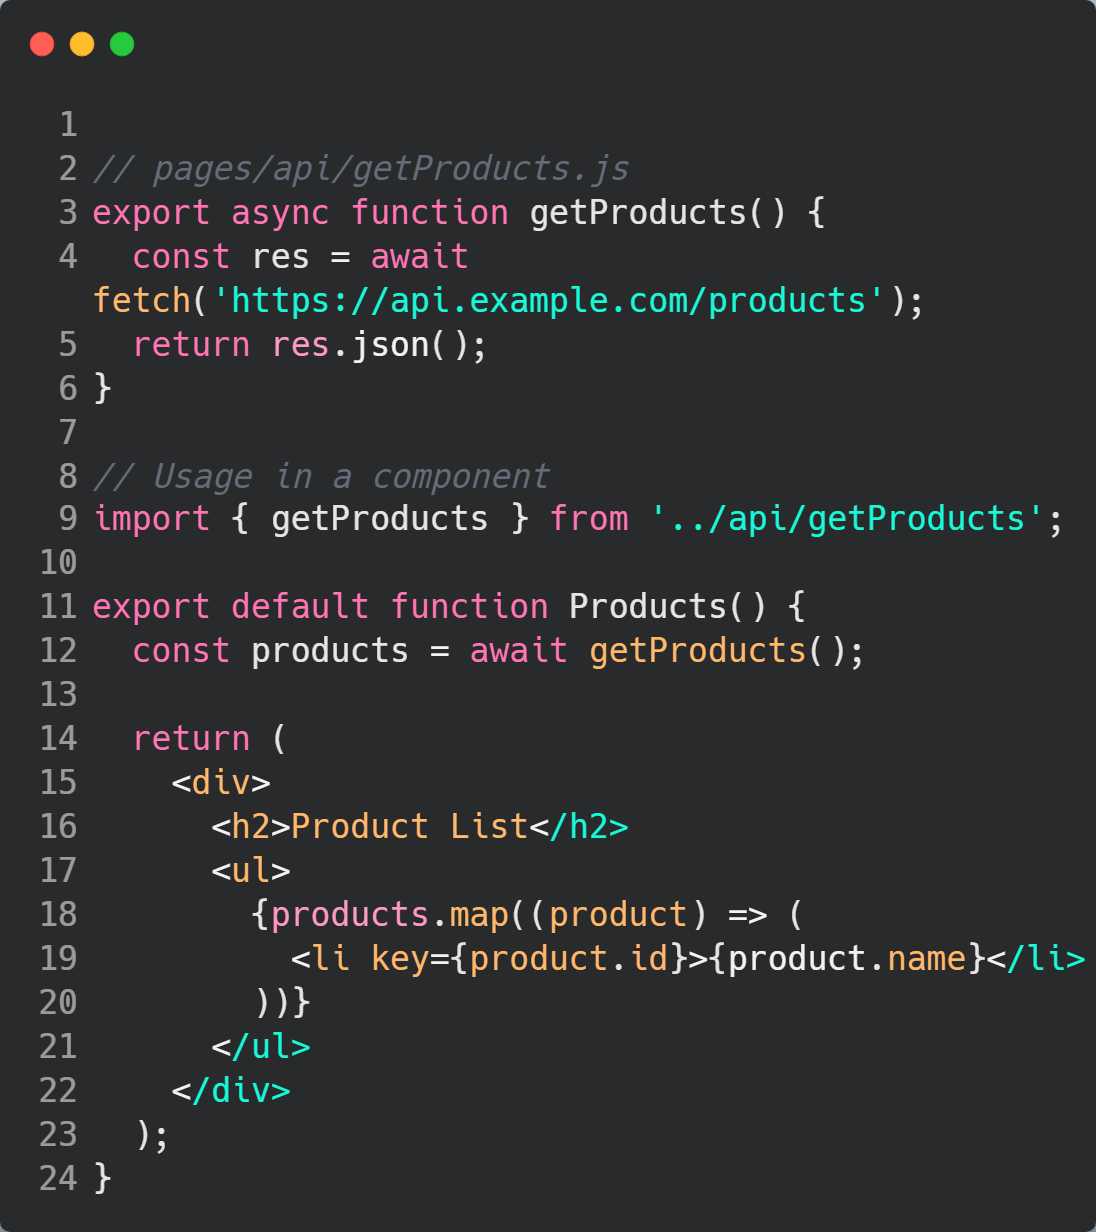 1
2 // pages/api/getProducts.js
3 export async function getProducts() {
4   const res = await
fetch('https://api.example.com/products');
5   return res.json();
6 }
7
8 // Usage in a component
9 import { getProducts } from '../api/getProducts';
10
11 export default function Products() {
12   const products = await getProducts();
13
14   return (
15     <div>
16       <h2>Product List</h2>
17       <ul>
18         {products.map((product) => (
19           <li key={product.id}>{product.name}</li>
20         ))}
21       </ul>
22     </div>
23   );
24 }